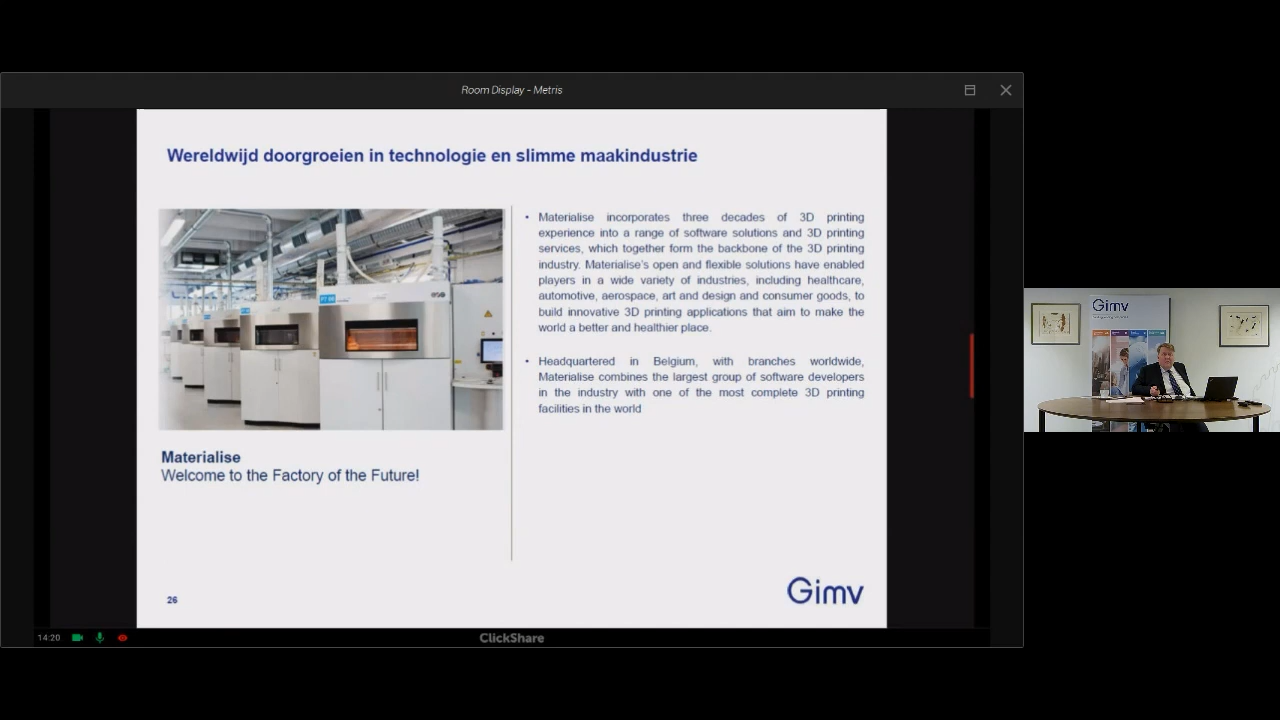 Room Display - Metris
Wereldwijd doorgroeien in technologie en slimme maakindustrie
• Materialise incorporates three decades of 3D printing
experience into a range of software solutions and 3D printing
services, which together form the backbone of the 3D printing
industry. Materialise's open and flexible solutions have enabled
players in a wide variety of industries, including healthcare,
automotive, aerospace, art and design and consumer goods, to
build innovative 3D printing applications that aim to make the
world a better and healthier place.
• Headquartered in Belgium, with branches worldwide,
Materialise combines the largest group of software developers
in the industry with one of the most complete 3D printing
facilities in the world
Materialise
Welcome to the Factory of the Future!
26
Gimv
14:20
ClickShare
Gimv